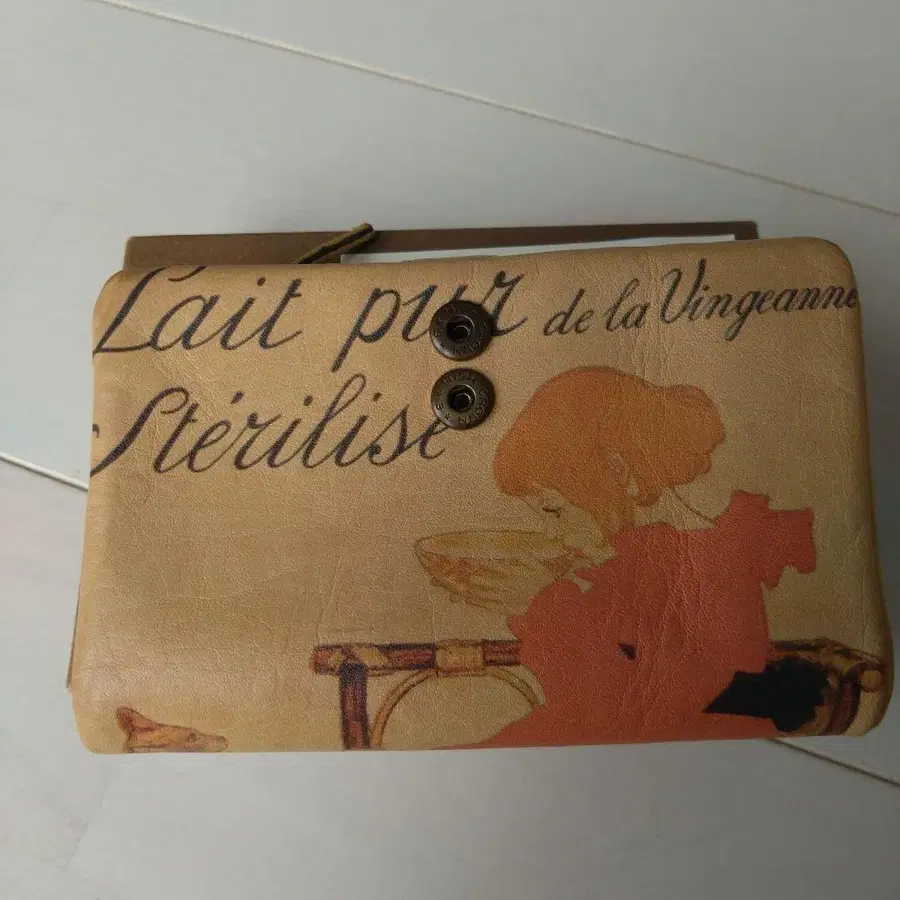 Lait pur de la Vingeanne
Stérilisé